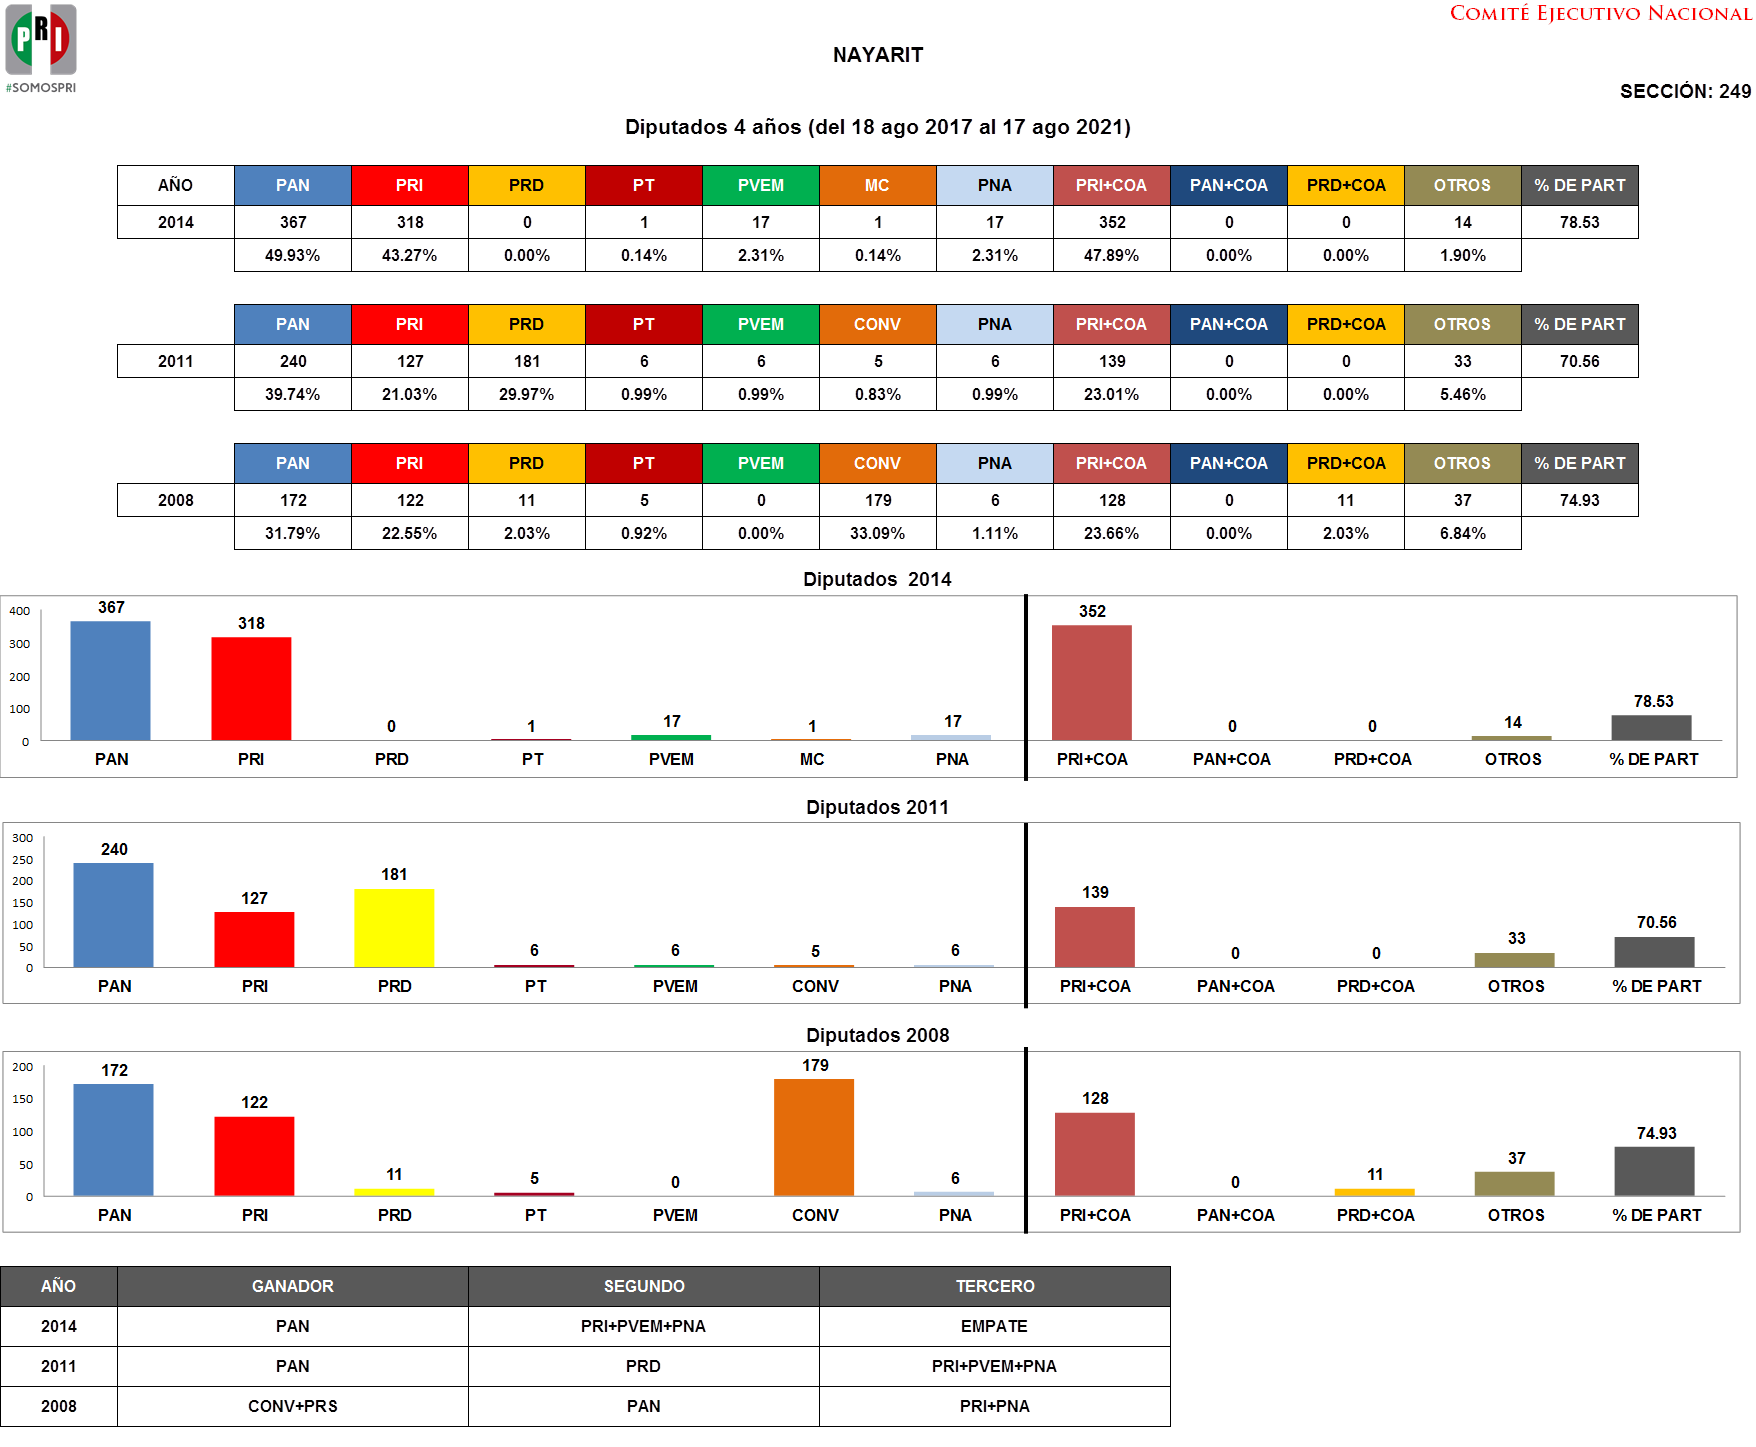 PRI
#SOMOSPRI
COMITÉ EJECUTIVO NACIONAL
NAYARIT
SECCIÓN: 249
Diputados 4 años (del 18 ago 2017 al 17 ago 2021)
AÑO PAN PRI PRD PT PVEM MC PNA PRI+COA PAN+COA PRD+COA OTROS % DE PART
2014 367 318 0 1 17 1 17 352 0 0 14 78.53
49.93% 43.27% 0.00% 0.14% 2.31% 0.14% 2.31% 47.89% 0.00% 0.00% 1.90%
PAN PRI PRD PT PVEM CONV PNA PRI+COA PAN+COA PRD+COA OTROS % DE PART
2011 240 127 181 6 6 5 6 139 0 0 33 70.56
39.74% 21.03% 29.97% 0.99% 0.99% 0.83% 0.99% 23.01% 0.00% 0.00% 5.46%
PAN PRI PRD PT PVEM CONV PNA PRI+COA PAN+COA PRD+COA OTROS % DE PART
2008 172 122 11 5 0 179 6 128 0 11 37 74.93
31.79% 22.55% 2.03% 0.92% 0.00% 33.09% 1.11% 23.66% 0.00% 2.03% 6.84%
Diputados 2014
400
300
200
100
0
367 318 0 1 17 1 17 352 0 0 14 78.53
PAN PRI PRD PT PVEM MC PNA PRI+COA PAN+COA PRD+COA OTROS % DE PART
Diputados 2011
300
250
200
150
100
50
0
240 127 181 6 6 5 6 139 0 0 33 70.56
PAN PRI PRD PT PVEM CONV PNA PRI+COA PAN+COA PRD+COA OTROS % DE PART
Diputados 2008
200
150
100
50
0
172 122 11 5 0 179 6 128 0 11 37 74.93
PAN PRI PRD PT PVEM CONV PNA PRI+COA PAN+COA PRD+COA OTROS % DE PART
AÑO GANADOR SEGUNDO TERCERO
2014 PAN PRI+PVEM+PNA EMPATE
2011 PAN PRD PRI+PVEM+PNA
2008 CONV+PRS PAN PRI+PNA